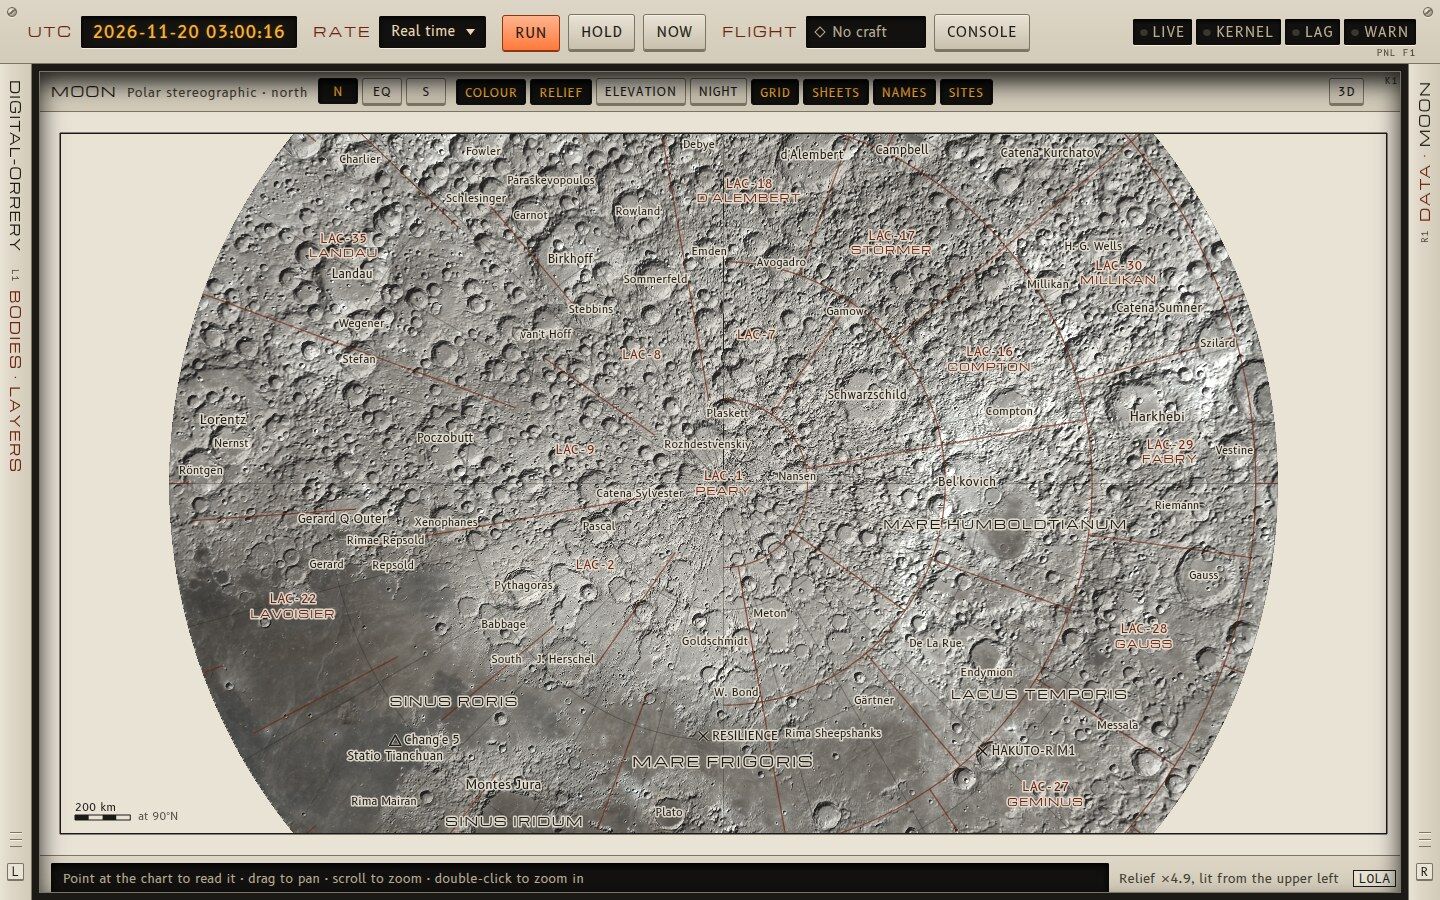 UTC 2026-11-20 03:00:16 RATE Real time RUN HOLD NOW FLIGHT ◇ No craft CONSOLE LIVE KERNEL LAG WARN
PNL F1
DIGITAL-ORRERY L1 BODIES · LAYERS
MOON Polar stereographic · north N EQ S COLOUR RELIEF ELEVATION NIGHT GRID SHEETS NAMES SITES 3D K1
R1 DATA · MOON
Debye
Charlier
Fowler
d'Alembert
Campbell
Catena Kurchatov
Paraskevopoulos
LAC-18
D'ALEMBERT
Schlesinger
Carnot
Rowland
LAC-35
LANDAU
LAC-17
STORMER
Emden
H. G. Wells
Birkhoff
Avogadro
LAC-30
MILLIKAN
Landau
Sommerfeld
Millikan
Stebbins
Gamow
Catena Sumner
Wegener
van't Hoff
LAC-7
Szilard
LAC-8
Stefan
LAC-16
COMPTON
Schwarzschild
Plaskett
Compton
Lorentz
Harkhebi
Nernst
Poczobutt
Rozhdestvenskiy
LAC-9
LAC-29
FABRY
Vestine
Röntgen
LAC-1
PEARY
Nansen
Bel'kovich
Catena Sylvester
Riemann
Gerard Q Outer
Xenophanes
Pascal
MARE HUMBOLDTIANUM
Rimae Repsold
Gerard
Repsold
LAC-2
Gauss
Pythagoras
LAC-22
LAVOISIER
Meton
Babbage
Goldschmidt
De La Rue
LAC-28
GAUSS
South
J. Herschel
Endymion
SINUS RORIS
W. Bond
Gärtner
LACUS TEMPORIS
Messala
Chang'e 5
RESILIENCE
Rima Sheepshanks
Statio Tianchuan
HAKUTO-R M1
MARE FRIGORIS
Montes Jura
LAC-27
GEMINUS
Rima Mairan
Plato
SINUS IRIDUM
200 km
at 90°N
L
R
Point at the chart to read it · drag to pan · scroll to zoom · double-click to zoom in
Relief ×4.9, lit from the upper left LOLA